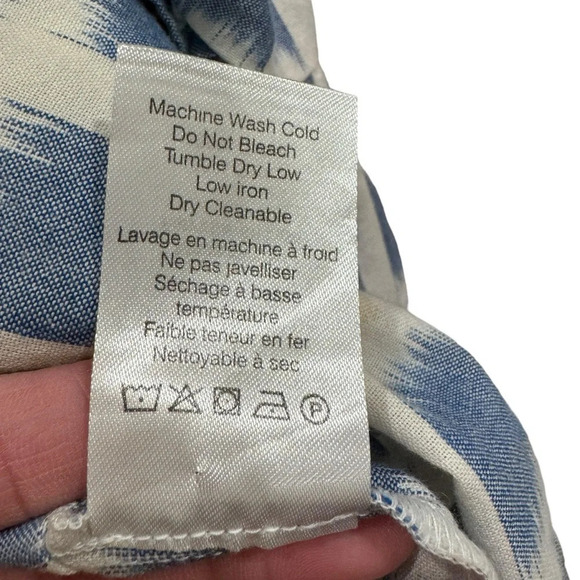 Machine Wash Cold
Do Not Bleach
Tumble Dry Low
Low iron
Dry Cleanable
Lavage en machine à froid
Ne pas javelliser
Séchage à basse
température
Faible teneur en fer
Nettoyable à sec
P